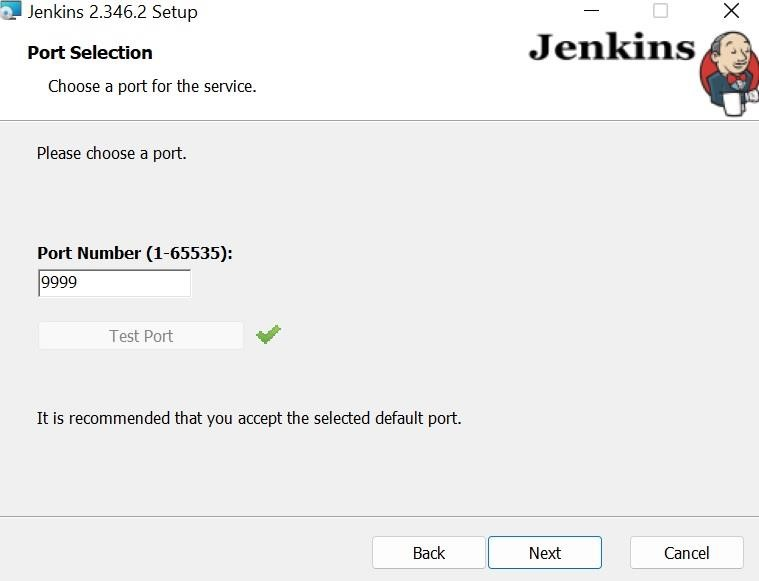 Jenkins 2.346.2 Setup
Port Selection
Jenkins
Choose a port for the service.
Please choose a port.
Port Number (1-65535):
9999
Test Port
It is recommended that you accept the selected default port.
Back
Next
Cancel